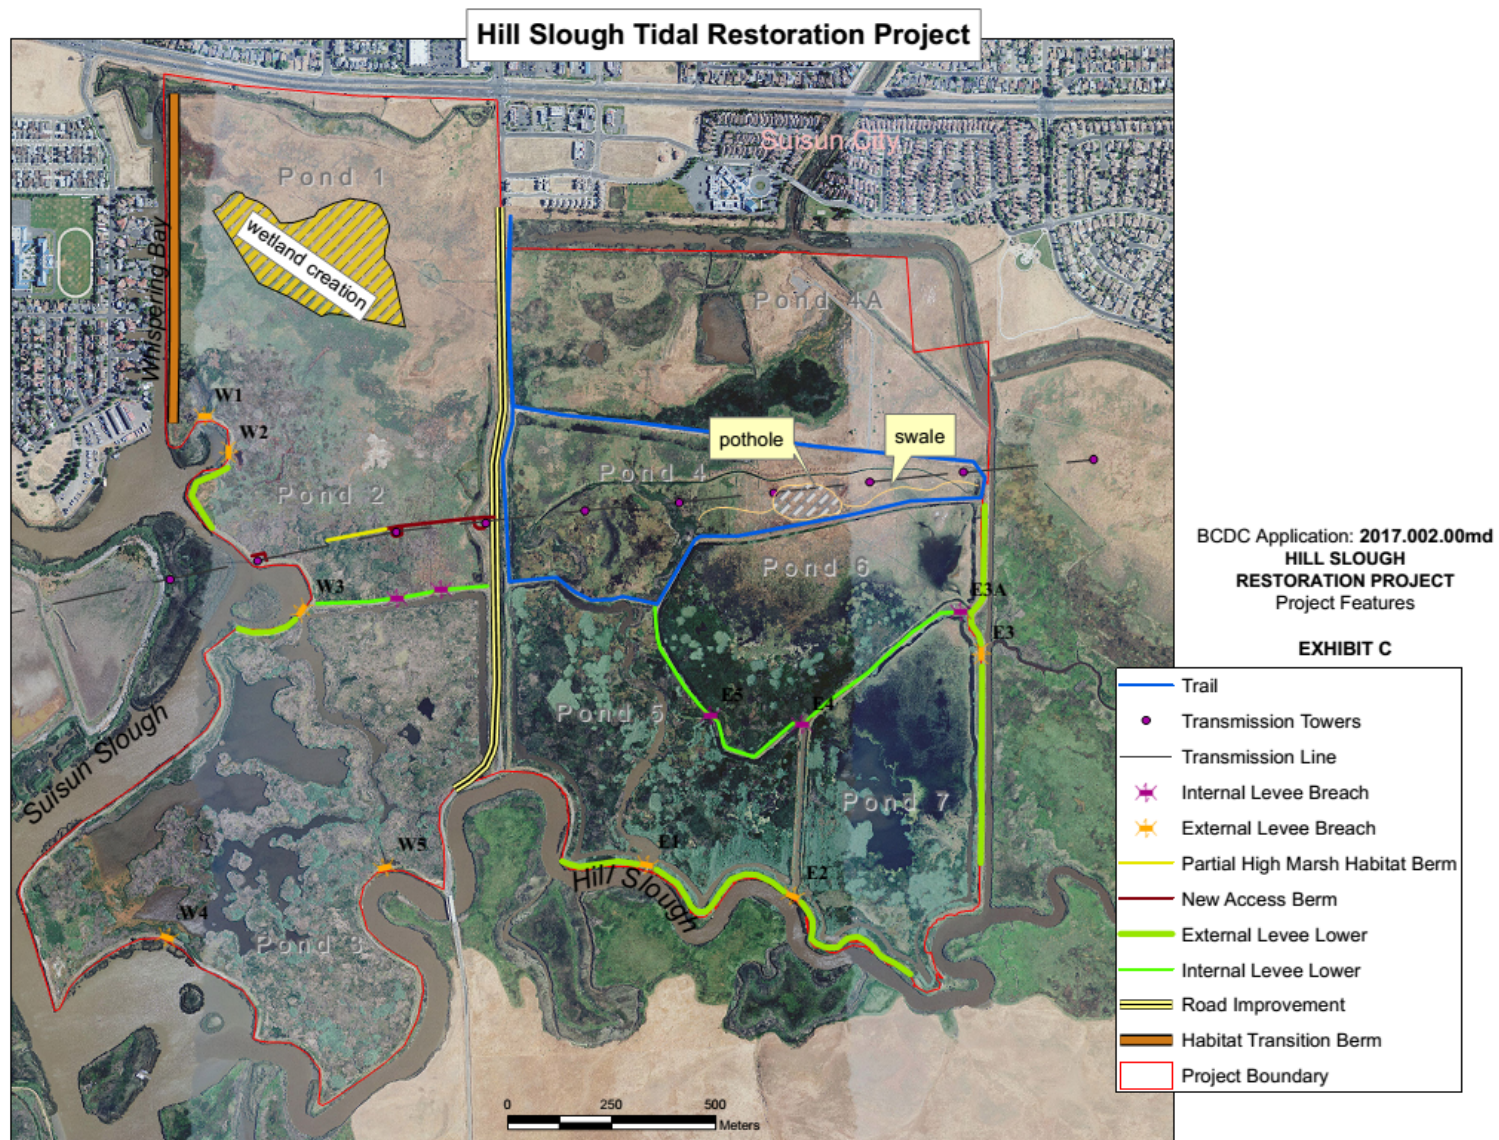 Hill Slough Tidal Restoration Project
Suisun City
Pond 1
Whispering Bay
wetland creation
Pond 4A
W1
W2
pothole
swale
Pond 4
Pond 2
Pond 6
W3
E3A
E3
E5
E4
Pond 5
Suisun Slough
Pond 7
W5
E1
Hill Slough
E2
W4
Pond 3
0 250 500
Meters
BCDC Application: 2017.002.00md
HILL SLOUGH
RESTORATION PROJECT
Project Features
EXHIBIT C
Trail
Transmission Towers
Transmission Line
Internal Levee Breach
External Levee Breach
Partial High Marsh Habitat Berm
New Access Berm
External Levee Lower
Internal Levee Lower
Road Improvement
Habitat Transition Berm
Project Boundary